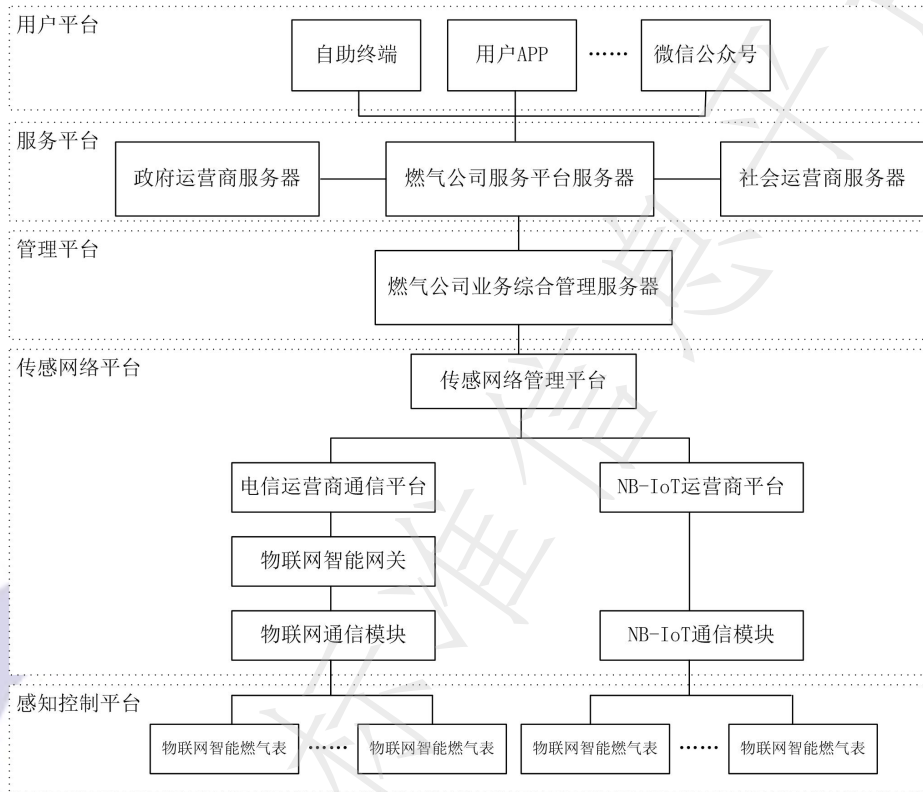 用户平台
自助终端
用户APP
……
微信公众号
服务平台
政府运营商服务器
燃气公司服务平台服务器
社会运营商服务器
管理平台
燃气公司业务综合管理服务器
传感网络平台
传感网络管理平台
电信运营商通信平台
NB-IoT运营商平台
物联网智能网关
物联网通信模块
NB-IoT通信模块
感知控制平台
物联网智能燃气表
……
物联网智能燃气表
物联网智能燃气表
……
物联网智能燃气表
标准信息平